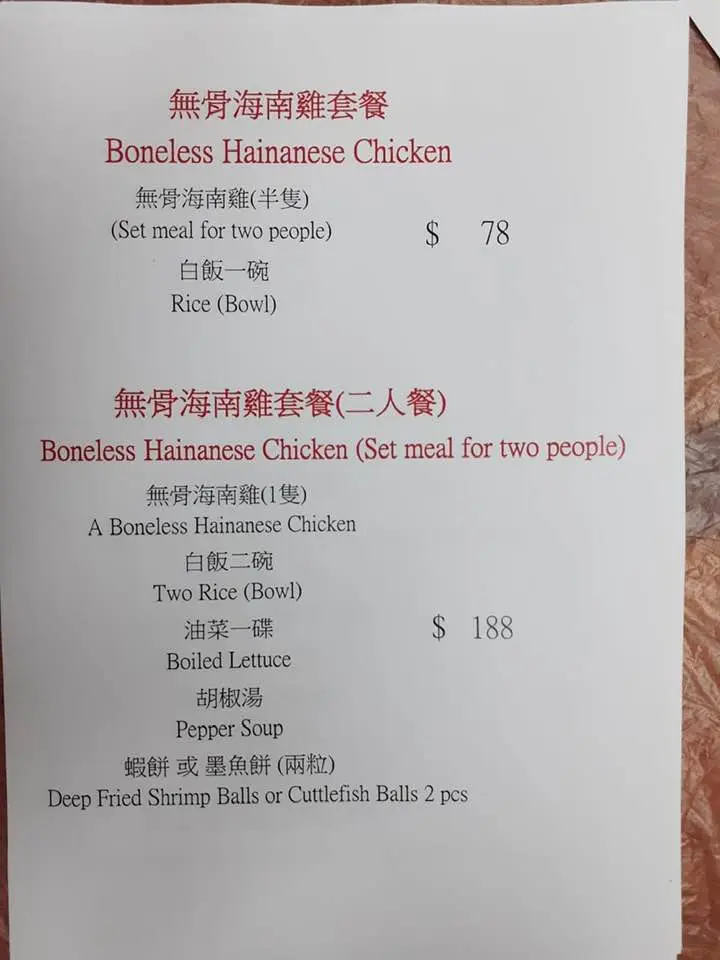 無骨海南雞套餐
Boneless Hainanese Chicken
無骨海南雞(半隻)
(Set meal for two people)
$ 78
白飯一碗
Rice (Bowl)
無骨海南雞套餐(二人餐)
Boneless Hainanese Chicken (Set meal for two people)
無骨海南雞(1隻)
A Boneless Hainanese Chicken
白飯二碗
Two Rice (Bowl)
油菜一碟
$ 188
Boiled Lettuce
胡椒湯
Pepper Soup
蝦餅 或 墨魚餅 (兩粒)
Deep Fried Shrimp Balls or Cuttlefish Balls 2 pcs